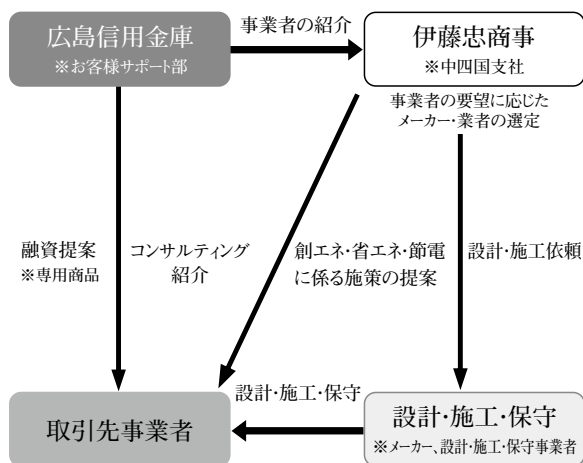 広島信用金庫
※お客様サポート部
事業者の紹介
伊藤忠商事
※中四国支社
事業者の要望に応じた
メーカー・業者の選定
融資提案
※専用商品
コンサルティング
紹介
創エネ・省エネ・節電
に係る施策の提案
設計・施工依頼
取引先事業者
設計・施工・保守
設計・施工・保守
※メーカー、設計・施工・保守事業者